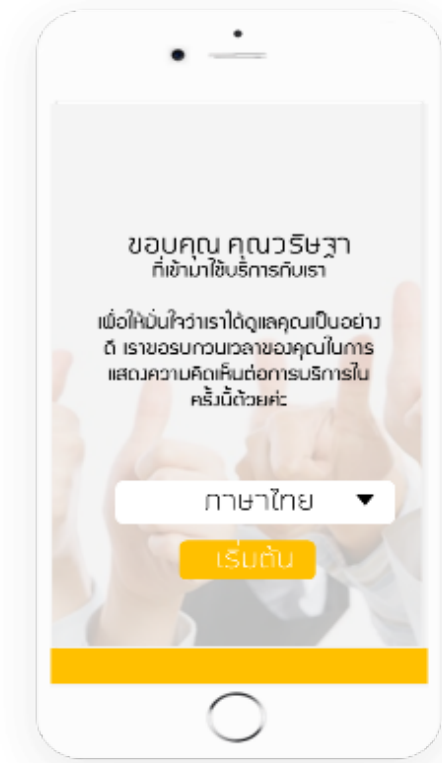 ขอบคุณ คุณวริษฐา
ที่เข้ามาใช้บริการกับเรา
เพื่อให้มั่นใจว่าเราได้ดูแลคุณเป็นอย่าง
ดี เราขอรบกวนเวลาของคุณในการ
แสดงความคิดเห็นต่อการบริการใน
ครั้งนี้ด้วยค่ะ
ภาษาไทย
เริ่มต้น